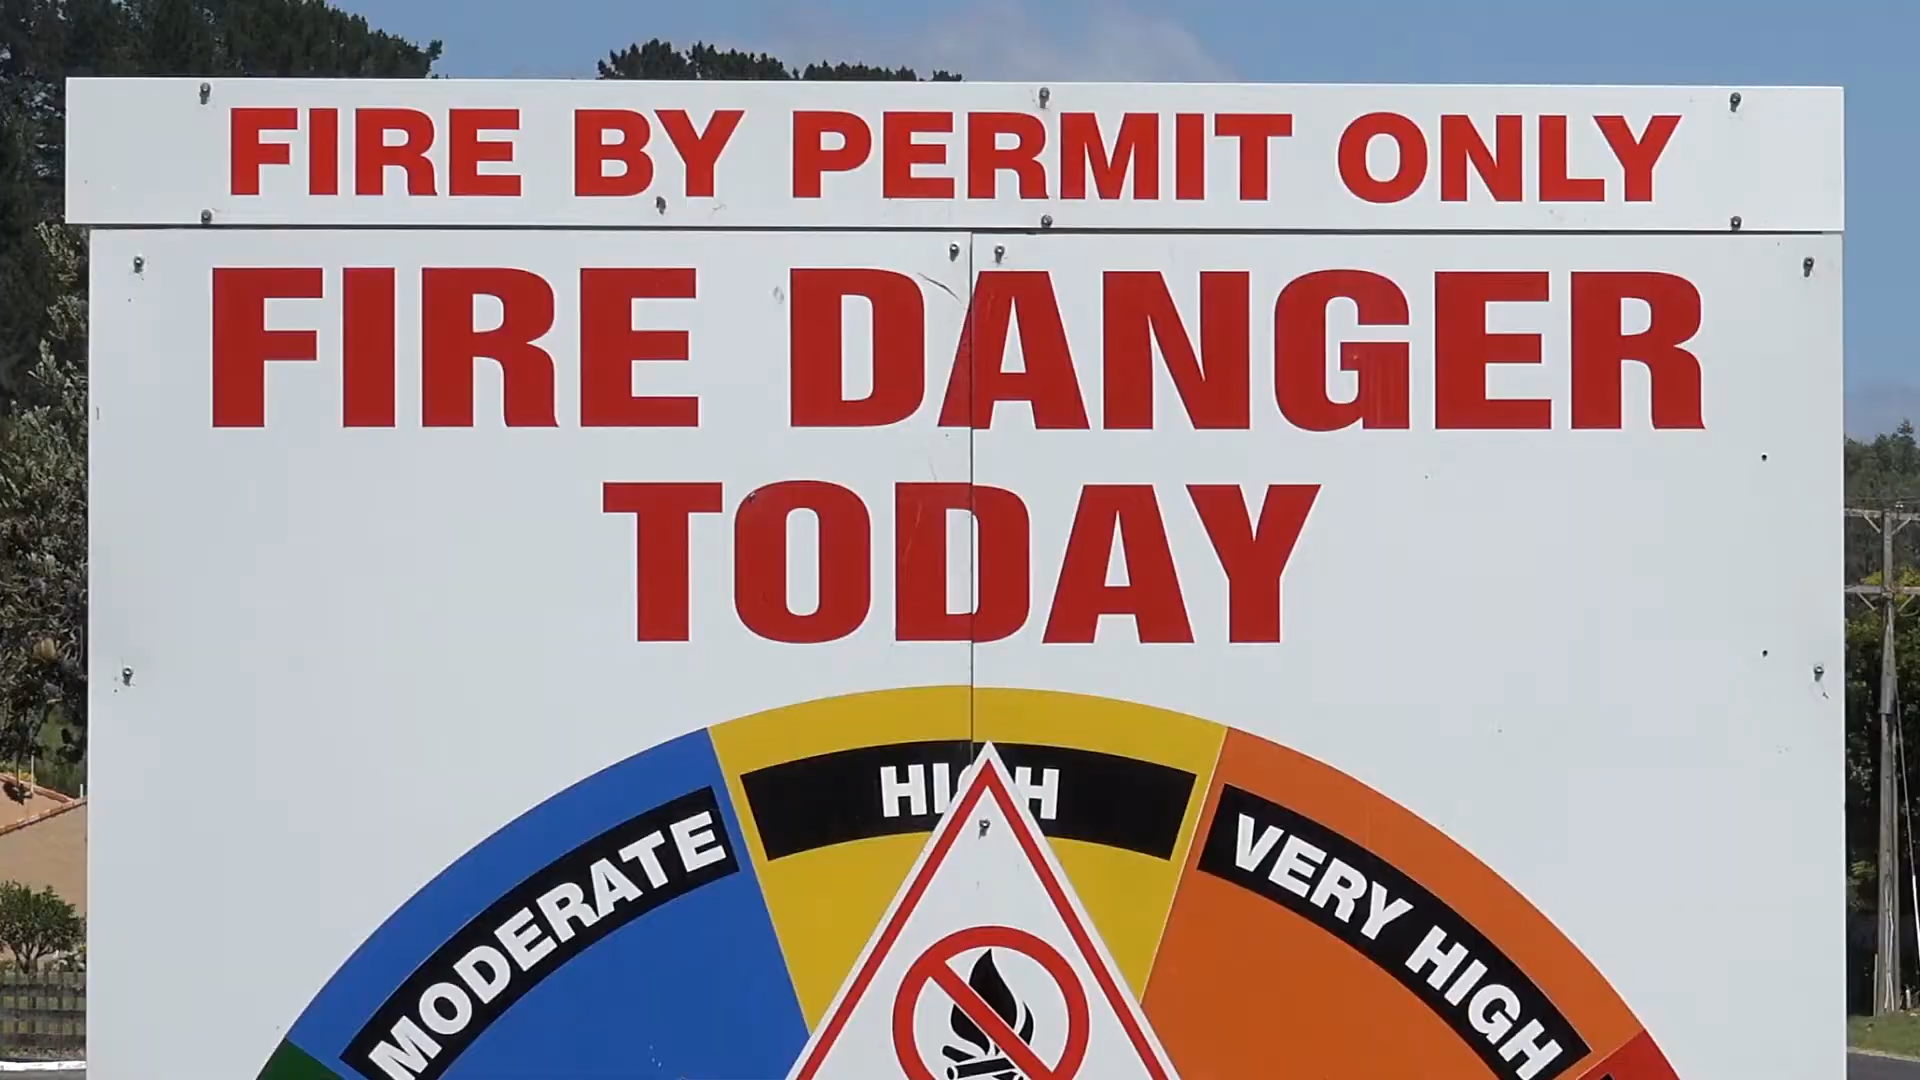 FIRE BY PERMIT ONLY
FIRE DANGER
TODAY
MODERATE
HIGH
VERY HIGH